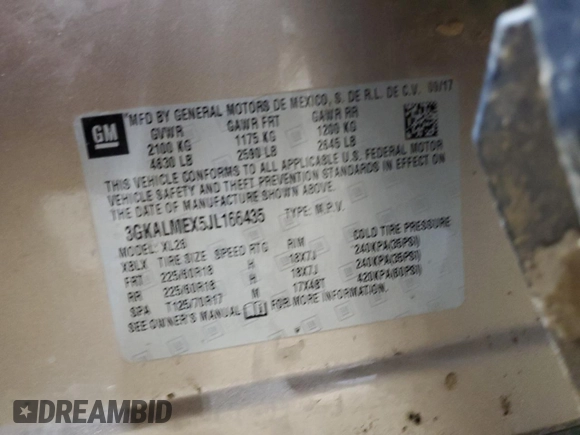 GM
MFD BY GENERAL MOTORS DE MEXICO, S. DE R.L. DE C.V. 09/17
GVWR GAWR FRT GAWR RR
2100 KG 1175 KG 1200 KG
4630 LB 2590 LB 2645 LB
THIS VEHICLE CONFORMS TO ALL APPLICABLE U.S. FEDERAL MOTOR
VEHICLE SAFETY AND THEFT PREVENTION STANDARDS IN EFFECT ON
THE DATE OF MANUFACTURE SHOWN ABOVE.
3GKALMEX5JL166435 TYPE: M.P.V.
MODEL: XL26
XBLX TIRE SIZE SPEED RTG RIM COLD TIRE PRESSURE
FRT 225/60R18 H 18X7J 240KPA(35PSI)
RR 225/60R18 H 18X7J 240KPA(35PSI)
SPA T125/70R17 M 17X4BT 420KPA(60PSI)
SEE OWNER'S MANUAL FOR MORE INFORMATION.
DREAMBID